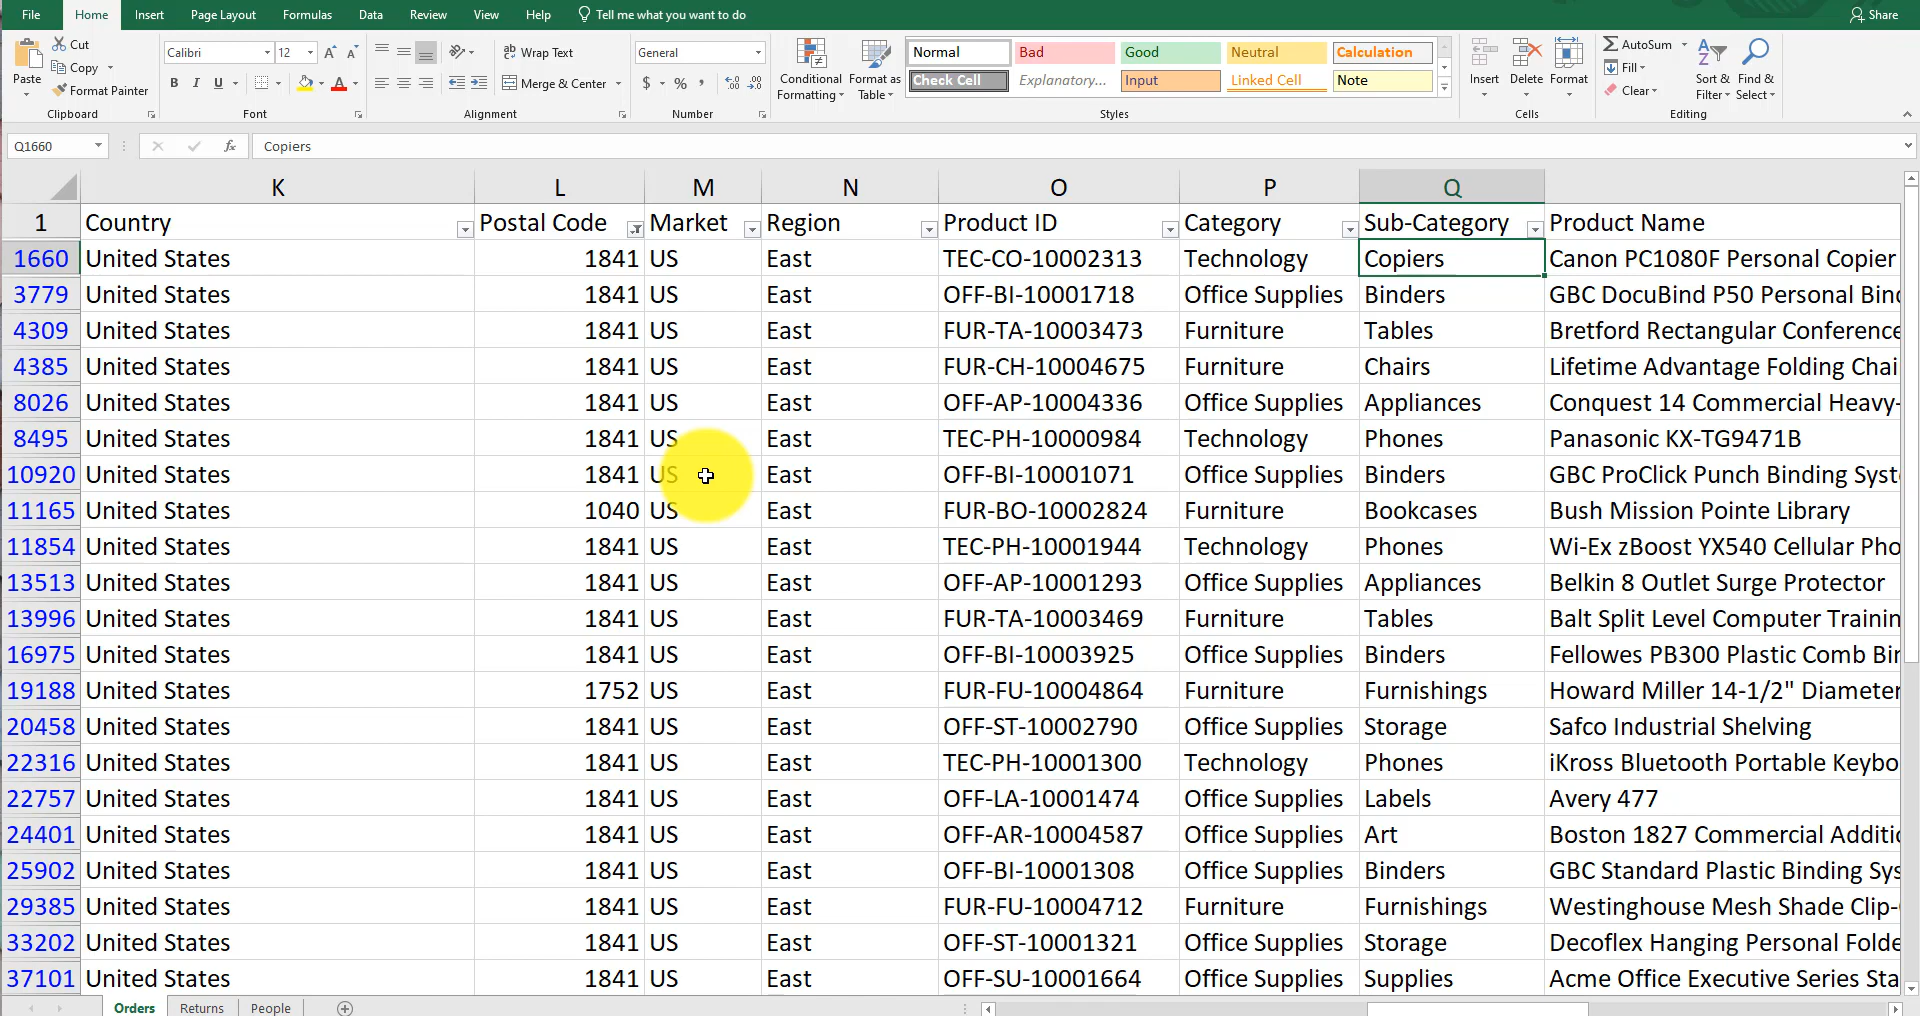 File Home Insert Page Layout Formulas Data Review View Help Tell me what you want to do Share
Cut
Copy
Format Painter
Paste
Clipboard
Calibri 12
B I U
Font
Wrap Text
Merge & Center
Alignment
General
$ % ,
Number
Conditional Formatting
Format as Table
Normal Bad Good Neutral Calculation
Check Cell Explanatory... Input Linked Cell Note
Styles
Insert Delete Format
Cells
AutoSum
Fill
Clear
Sort & Filter
Find & Select
Editing
Q1660 fx Copiers
K L M N O P Q
1 Country Postal Code Market Region Product ID Category Sub-Category Product Name
1660 United States 1841 US East TEC-CO-10002313 Technology Copiers Canon PC1080F Personal Copier
3779 United States 1841 US East OFF-BI-10001718 Office Supplies Binders GBC DocuBind P50 Personal Bind
4309 United States 1841 US East FUR-TA-10003473 Furniture Tables Bretford Rectangular Conference
4385 United States 1841 US East FUR-CH-10004675 Furniture Chairs Lifetime Advantage Folding Chai
8026 United States 1841 US East OFF-AP-10004336 Office Supplies Appliances Conquest 14 Commercial Heavy-
8495 United States 1841 US East TEC-PH-10000984 Technology Phones Panasonic KX-TG9471B
10920 United States 1841 US East OFF-BI-10001071 Office Supplies Binders GBC ProClick Punch Binding Syst
11165 United States 1040 US East FUR-BO-10002824 Furniture Bookcases Bush Mission Pointe Library
11854 United States 1841 US East TEC-PH-10001944 Technology Phones Wi-Ex zBoost YX540 Cellular Pho
13513 United States 1841 US East OFF-AP-10001293 Office Supplies Appliances Belkin 8 Outlet Surge Protector
13996 United States 1841 US East FUR-TA-10003469 Furniture Tables Balt Split Level Computer Trainin
16975 United States 1841 US East OFF-BI-10003925 Office Supplies Binders Fellowes PB300 Plastic Comb Bin
19188 United States 1752 US East FUR-FU-10004864 Furniture Furnishings Howard Miller 14-1/2" Diameter
20458 United States 1841 US East OFF-ST-10002790 Office Supplies Storage Safco Industrial Shelving
22316 United States 1841 US East TEC-PH-10001300 Technology Phones iKross Bluetooth Portable Keybo
22757 United States 1841 US East OFF-LA-10001474 Office Supplies Labels Avery 477
24401 United States 1841 US East OFF-AR-10004587 Office Supplies Art Boston 1827 Commercial Additio
25902 United States 1841 US East OFF-BI-10001308 Office Supplies Binders GBC Standard Plastic Binding Sys
29385 United States 1841 US East FUR-FU-10004712 Furniture Furnishings Westinghouse Mesh Shade Clip-
33202 United States 1841 US East OFF-ST-10001321 Office Supplies Storage Decoflex Hanging Personal Folde
37101 United States 1841 US East OFF-SU-10001664 Office Supplies Supplies Acme Office Executive Series Sta
Orders Returns People